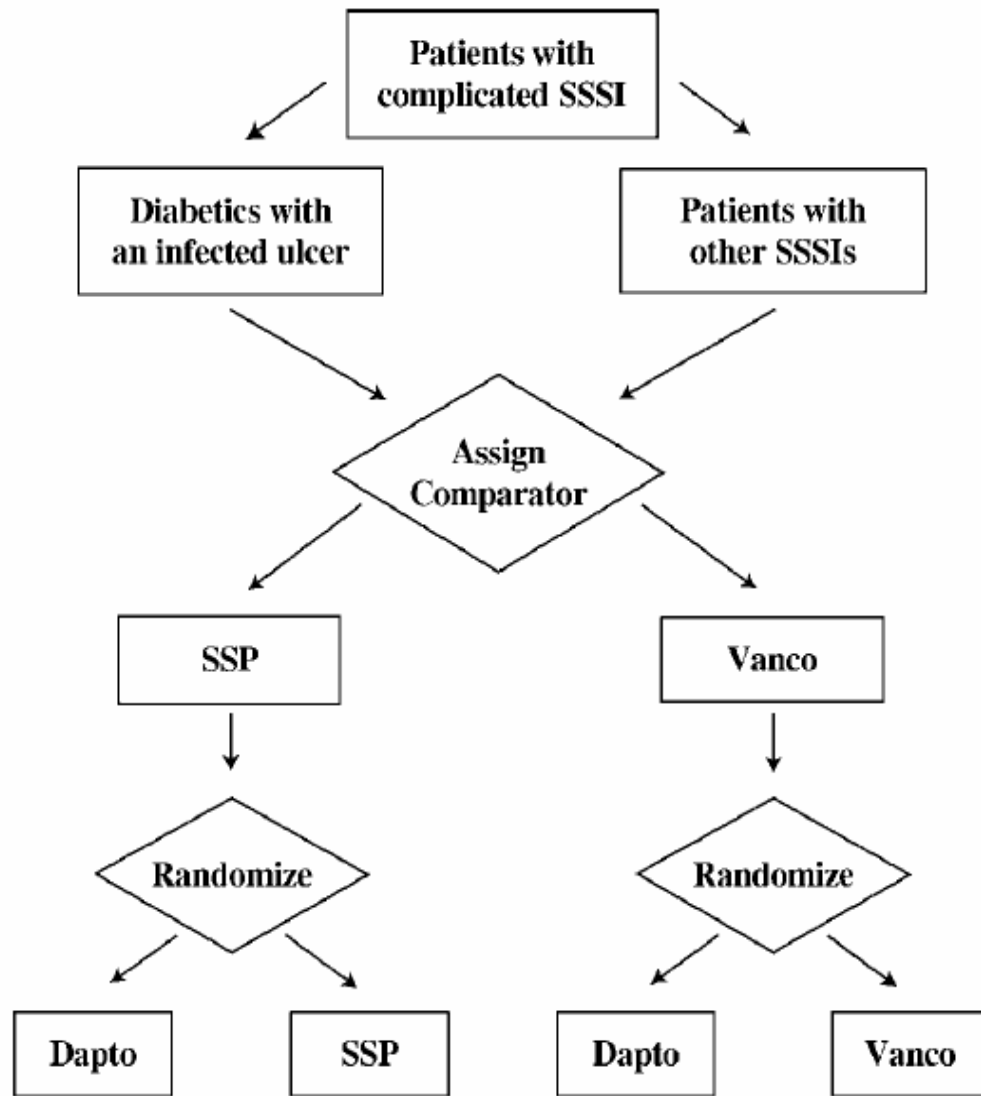 Patients with
complicated SSSI
Diabetics with
an infected ulcer
Patients with
other SSSIs
Assign
Comparator
SSP
Vanco
Randomize
Randomize
Dapto
SSP
Dapto
Vanco